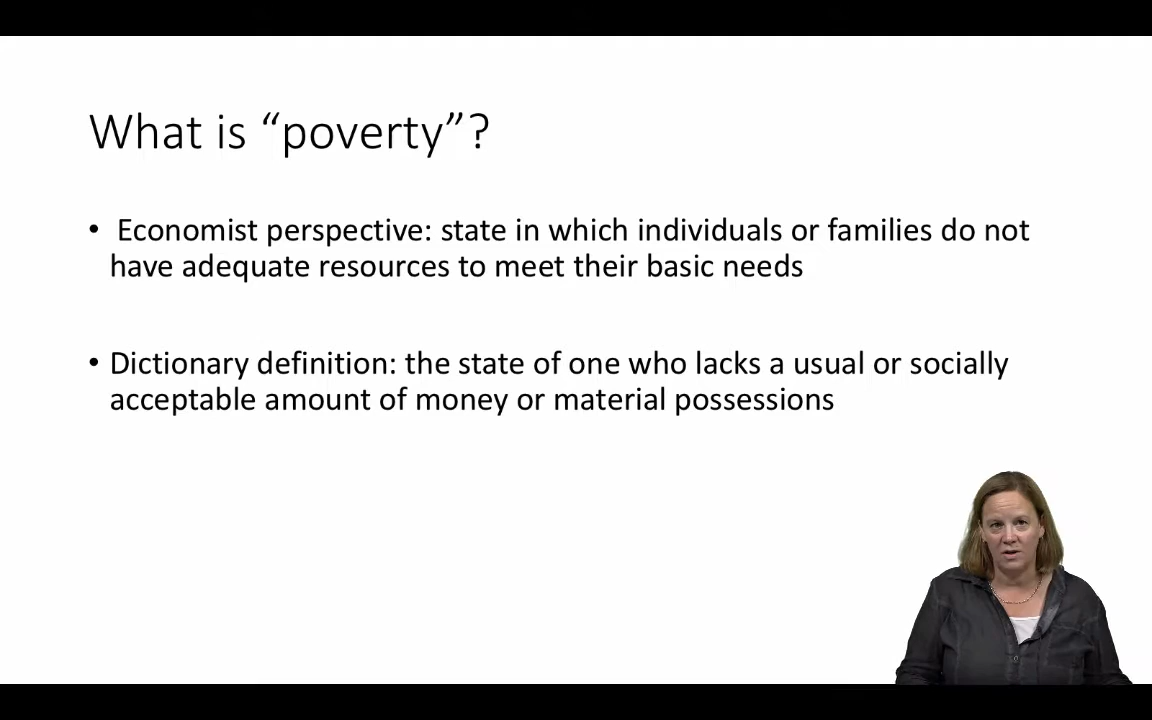 What is “poverty”?
• Economist perspective: state in which individuals or families do not
have adequate resources to meet their basic needs
• Dictionary definition: the state of one who lacks a usual or socially
acceptable amount of money or material possessions